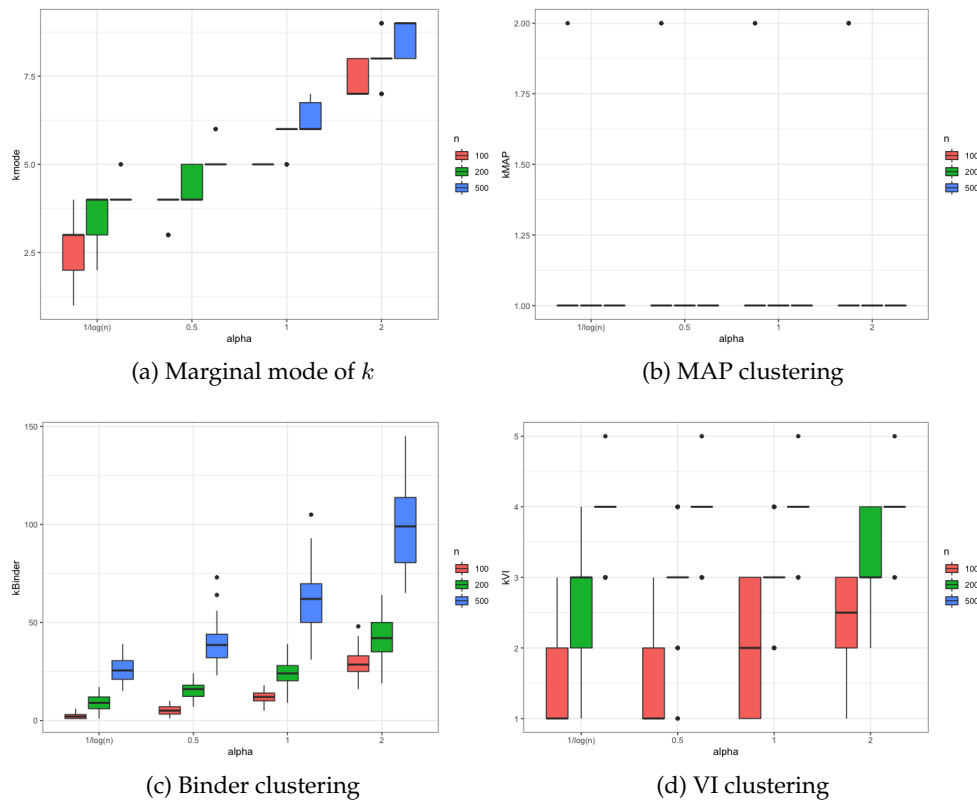 kmode
7.5
5.0
2.5
1/log(n)
0.5
1
2
alpha
n
100
200
500
(a) Marginal mode of k
kMAP
2.00
1.75
1.50
1.25
1.00
1/log(n)
0.5
1
2
alpha
n
100
200
500
(b) MAP clustering
kBinder
150
100
50
0
1/log(n)
0.5
1
2
alpha
n
100
200
500
(c) Binder clustering
kVI
5
4
3
2
1
1/log(n)
0.5
1
2
alpha
n
100
200
500
(d) VI clustering